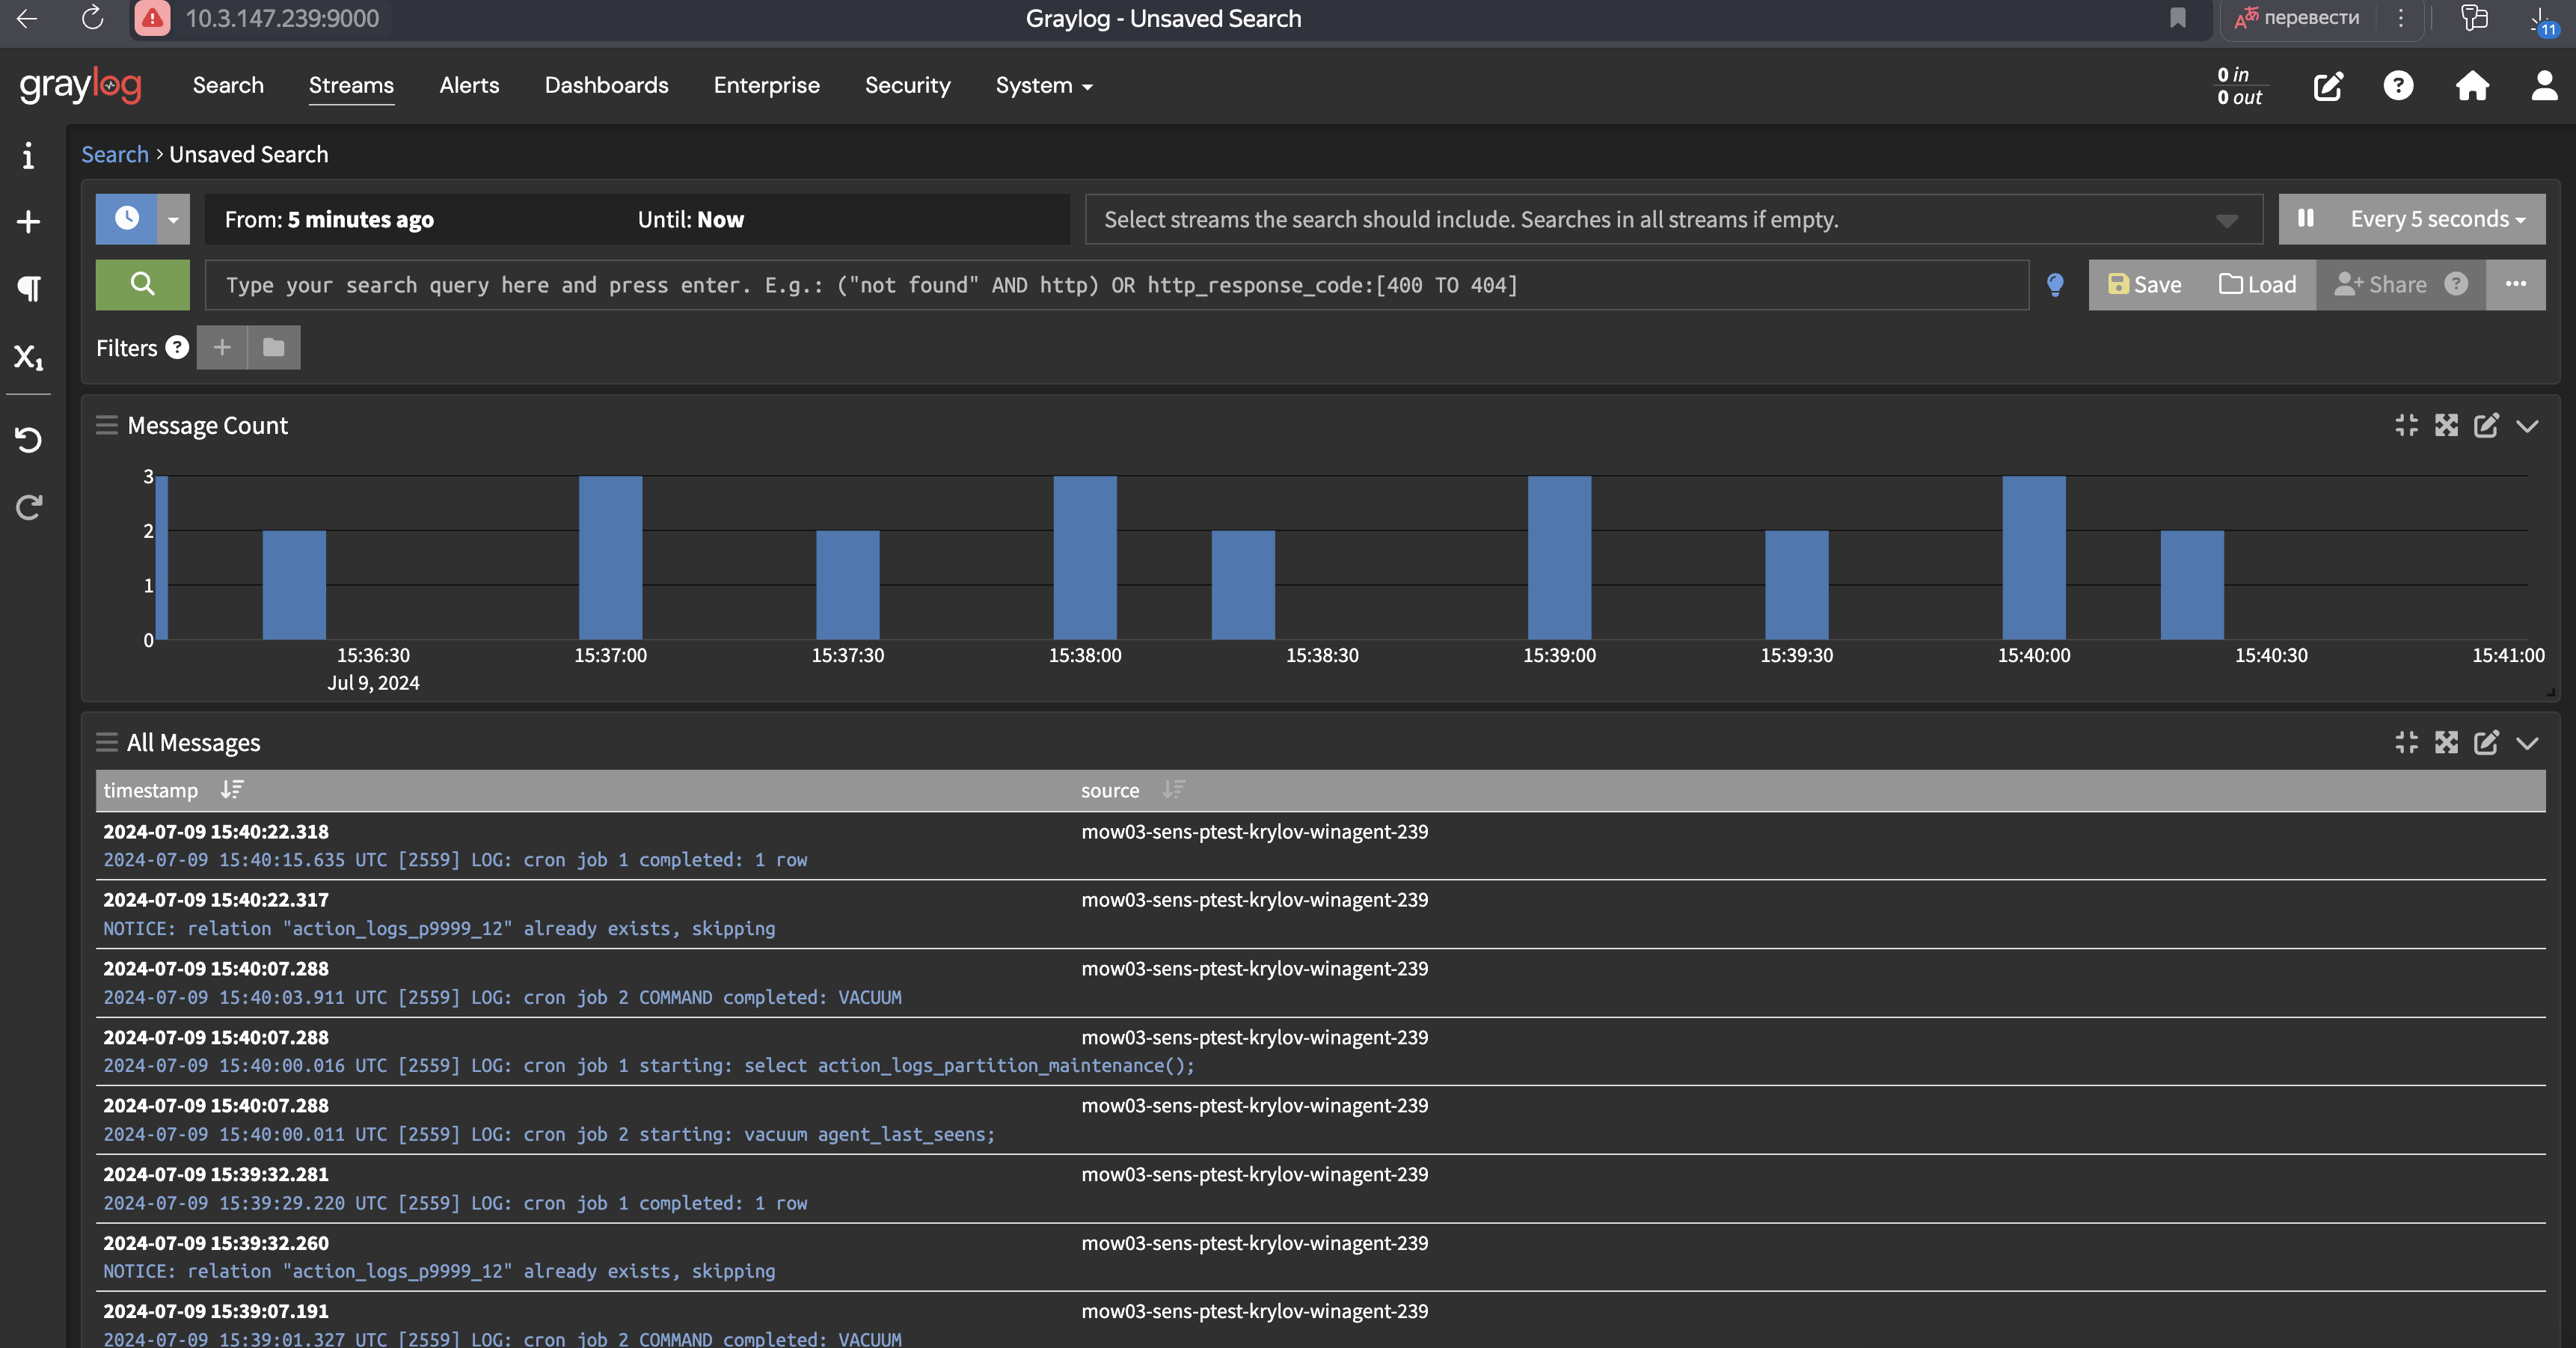 10.3.147.239:9000 Graylog - Unsaved Search перевести 11
graylog Search Streams Alerts Dashboards Enterprise Security System 0 in
0 out
Search › Unsaved Search
From: 5 minutes ago Until: Now Select streams the search should include. Searches in all streams if empty. Every 5 seconds
Type your search query here and press enter. E.g.: ("not found" AND http) OR http_response_code:[400 TO 404] Save Load Share
Filters
Message Count
3
2
1
0
15:36:30 15:37:00 15:37:30 15:38:00 15:38:30 15:39:00 15:39:30 15:40:00 15:40:30 15:41:00
Jul 9, 2024
All Messages
timestamp source
2024-07-09 15:40:22.318 mow03-sens-ptest-krylov-winagent-239
2024-07-09 15:40:15.635 UTC [2559] LOG: cron job 1 completed: 1 row
2024-07-09 15:40:22.317 mow03-sens-ptest-krylov-winagent-239
NOTICE: relation "action_logs_p9999_12" already exists, skipping
2024-07-09 15:40:07.288 mow03-sens-ptest-krylov-winagent-239
2024-07-09 15:40:03.911 UTC [2559] LOG: cron job 2 COMMAND completed: VACUUM
2024-07-09 15:40:07.288 mow03-sens-ptest-krylov-winagent-239
2024-07-09 15:40:00.016 UTC [2559] LOG: cron job 1 starting: select action_logs_partition_maintenance();
2024-07-09 15:40:07.288 mow03-sens-ptest-krylov-winagent-239
2024-07-09 15:40:00.011 UTC [2559] LOG: cron job 2 starting: vacuum agent_last_seens;
2024-07-09 15:39:32.281 mow03-sens-ptest-krylov-winagent-239
2024-07-09 15:39:29.220 UTC [2559] LOG: cron job 1 completed: 1 row
2024-07-09 15:39:32.260 mow03-sens-ptest-krylov-winagent-239
NOTICE: relation "action_logs_p9999_12" already exists, skipping
2024-07-09 15:39:07.191 mow03-sens-ptest-krylov-winagent-239
2024-07-09 15:39:01.327 UTC [2559] LOG: cron job 2 COMMAND completed: VACUUM